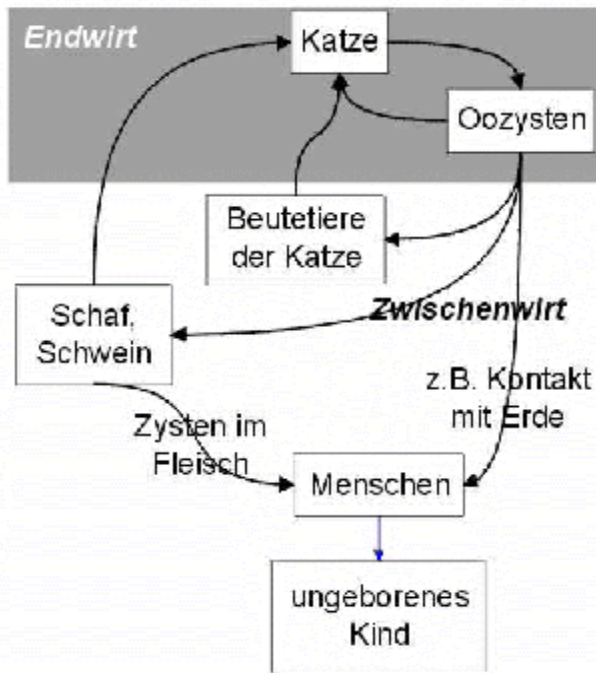 Endwirt
Katze
Oozysten
Beutetiere
der Katze
Zwischenwirt
Schaf,
Schwein
z.B. Kontakt
mit Erde
Zysten im
Fleisch
Menschen
ungeborenes
Kind